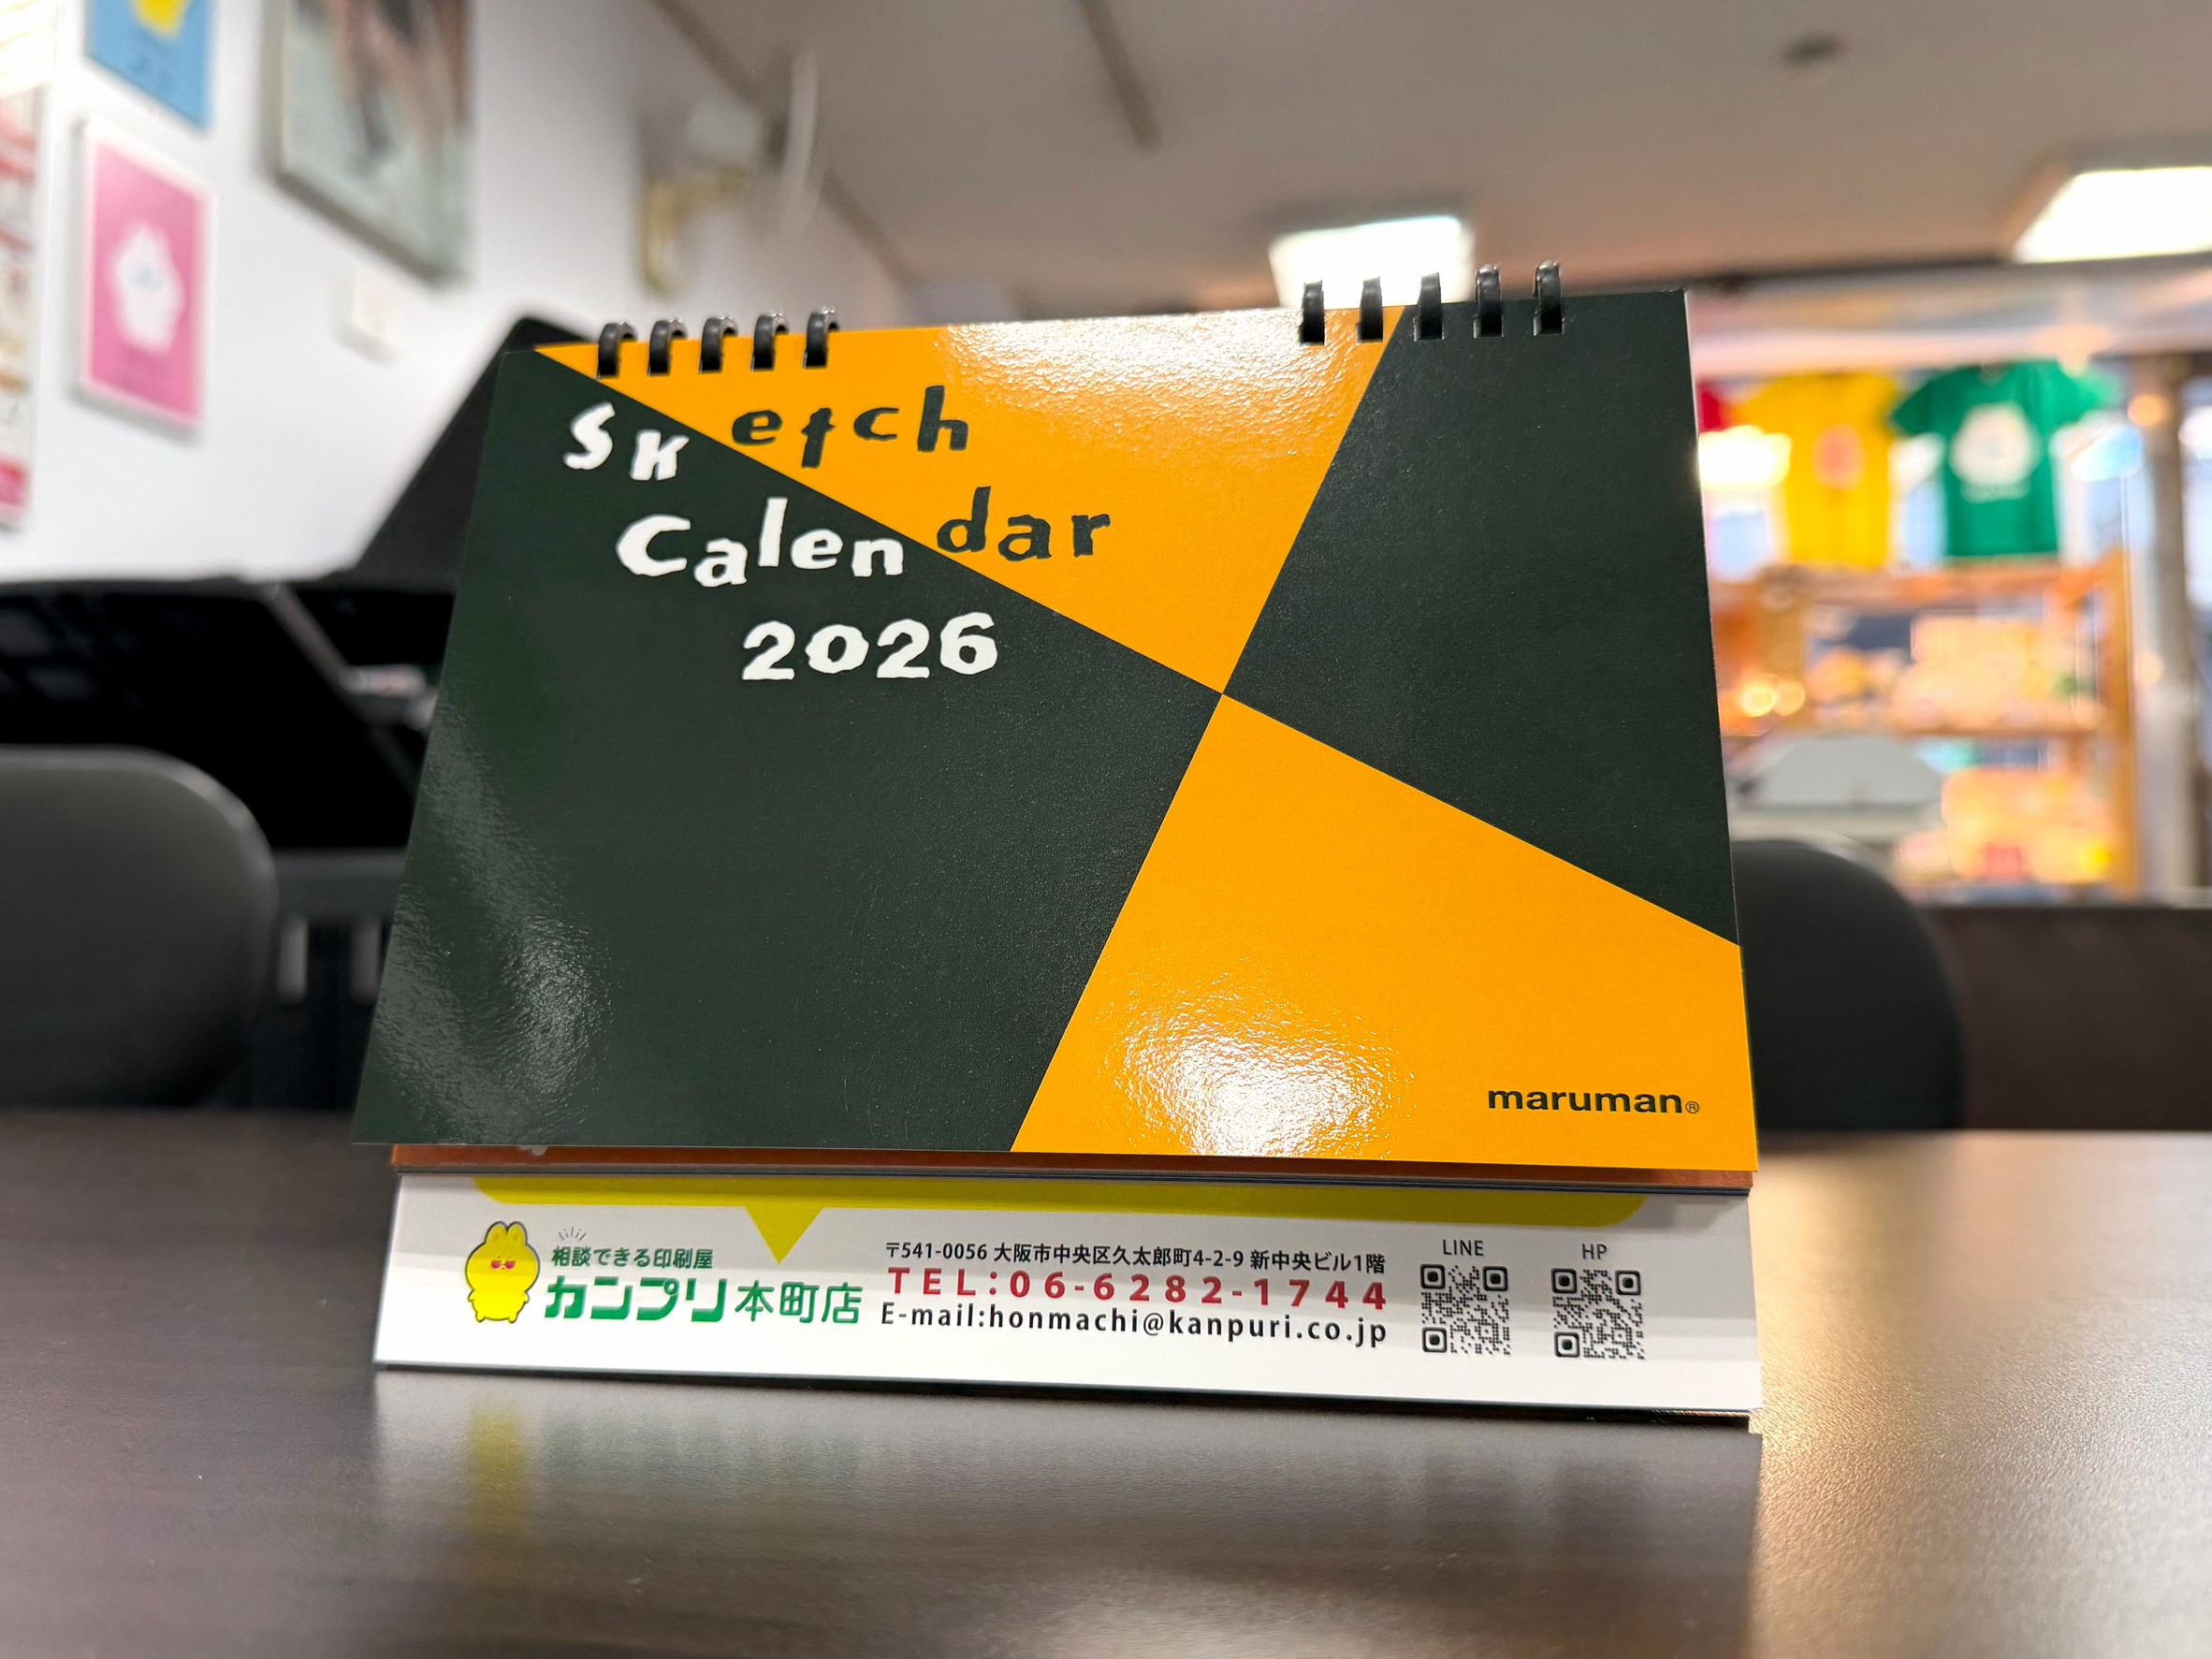 Sketch
Calendar
2026
maruman®
相談できる印刷屋
カンプリ本町店
〒541-0056 大阪市中央区久太郎町4-2-9 新中央ビル1階
TEL:06-6282-1744
E-mail:honmachi@kanpuri.co.jp
LINE
HP